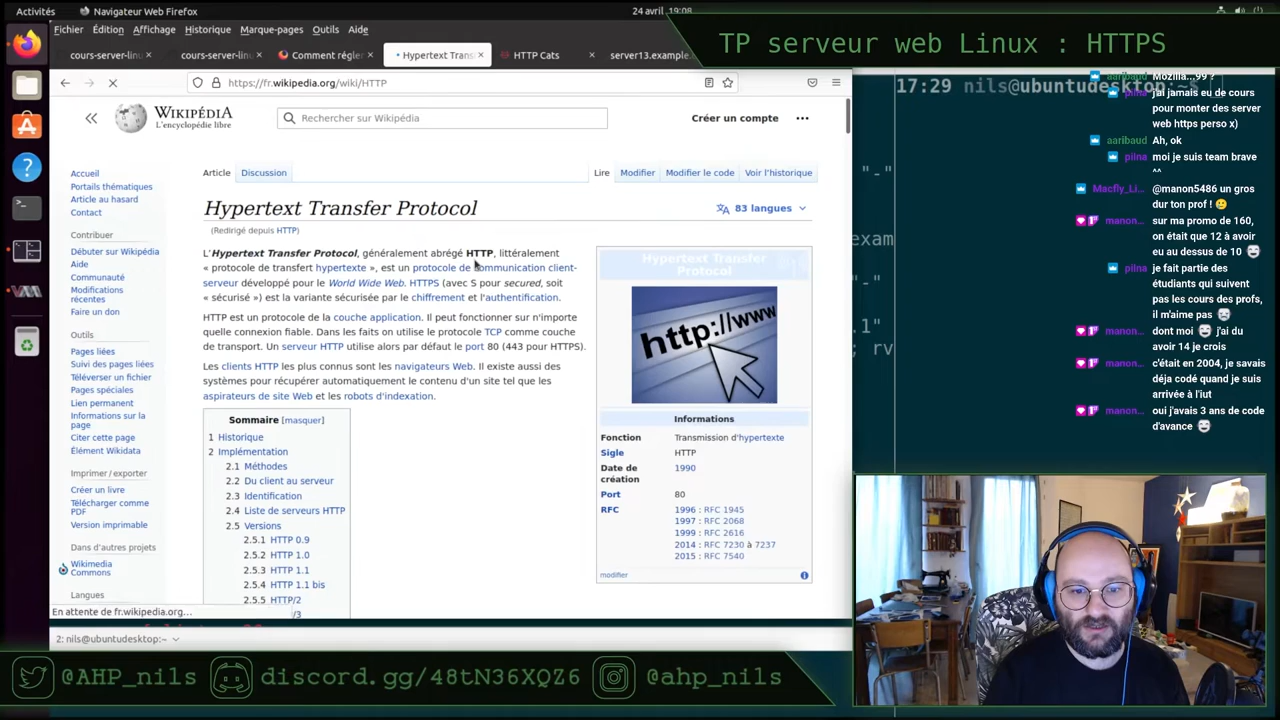 Activités
Navigateur Web Firefox
24 avril 19:08
TP serveur web Linux : HTTPS
Fichier Édition Affichage Historique Marque-pages Outils Aide
cours-server-lin
cours-server-linu
Comment régler
Hypertext Trans
HTTP Cats
server13.example
https://fr.wikipedia.org/wiki/HTTP
WIKIPÉDIA
L'encyclopédie libre
Rechercher sur Wikipédia
Créer un compte
Article Discussion
Lire Modifier Modifier le code Voir l'historique
Hypertext Transfer Protocol
83 langues
(Redirigé depuis HTTP)
L'Hypertext Transfer Protocol, généralement abrégé HTTP, littéralement
« protocole de transfert hypertexte », est un protocole de communication client-
serveur développé pour le World Wide Web. HTTPS (avec S pour secured, soit
« sécurisé ») est la variante sécurisée par le chiffrement et l'authentification.
HTTP est un protocole de la couche application. Il peut fonctionner sur n'importe
quelle connexion fiable. Dans les faits on utilise le protocole TCP comme couche
de transport. Un serveur HTTP utilise alors par défaut le port 80 (443 pour HTTPS).
Les clients HTTP les plus connus sont les navigateurs Web. Il existe aussi des
systèmes pour récupérer automatiquement le contenu d'un site tel que les
aspirateurs de site Web et les robots d'indexation.
Sommaire [masquer]
1 Historique
2 Implémentation
2.1 Méthodes
2.2 Du client au serveur
2.3 Identification
2.4 Liste de serveurs HTTP
2.5 Versions
2.5.1 HTTP 0.9
2.5.2 HTTP 1.0
2.5.3 HTTP 1.1
2.5.4 HTTP 1.1 bis
2.5.5 HTTP/2
/3
Hypertext Transfer
Protocol
http://www
Informations
Fonction Transmission d'hypertexte
Sigle HTTP
Date de
création
1990
Port 80
RFC 1996 : RFC 1945
1997 : RFC 2068
1999 : RFC 2616
2014 : RFC 7230 à 7237
2015 : RFC 7540
modifier
Accueil
Portails thématiques
Article au hasard
Contact
Contribuer
Débuter sur Wikipédia
Aide
Communauté
Modifications
récentes
Faire un don
Outils
Pages liées
Suivi des pages liées
Téléverser un fichier
Pages spéciales
Lien permanent
Informations sur la
page
Citer cette page
Élément Wikidata
Imprimer / exporter
Créer un livre
Télécharger comme
PDF
Version imprimable
Dans d'autres projets
Wikimedia
Commons
Langues
En attente de fr.wikipedia.org…
2: nils@ubuntudesktop:~
17:29 nils@ubuntudesktop:~$
"-"
exam
"-"
.1"
; rv
aaribaud Mozilla...99 ?
piina j'ai jamais eu de cours
pour monter des server
web https perso x)
aaribaud Ah, ok
piina moi je suis team brave
^^
Macfly_Li... @manon5486 un gros
dur ton prof !
manon... sur ma promo de 160,
on était que 12 à avoir
eu au dessus de 10
piina je fait partie des
étudiants qui suivent
pas les cours des profs,
il m'aime pas
manon... dont moi j'ai du
avoir 14 je crois
manon... c'était en 2004, je savais
déja codé quand je suis
arrivée à l'iut
manon... oui j'avais 3 ans de code
d'avance
@AHP_nils
discord.gg/48tN36XQZ6
@ahp_nils